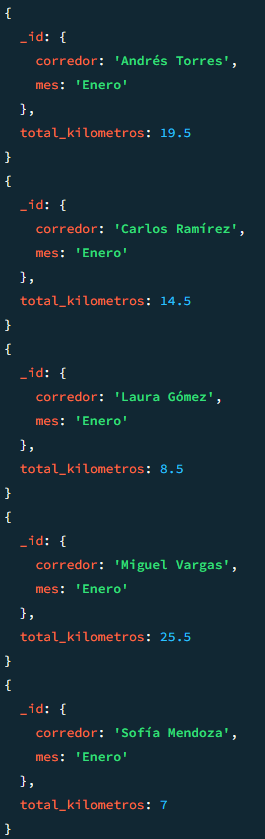 {
  _id: {
    corredor: 'Andrés Torres',
    mes: 'Enero'
  },
  total_kilometros: 19.5
}
{
  _id: {
    corredor: 'Carlos Ramírez',
    mes: 'Enero'
  },
  total_kilometros: 14.5
}
{
  _id: {
    corredor: 'Laura Gómez',
    mes: 'Enero'
  },
  total_kilometros: 8.5
}
{
  _id: {
    corredor: 'Miguel Vargas',
    mes: 'Enero'
  },
  total_kilometros: 25.5
}
{
  _id: {
    corredor: 'Sofía Mendoza',
    mes: 'Enero'
  },
  total_kilometros: 7
}